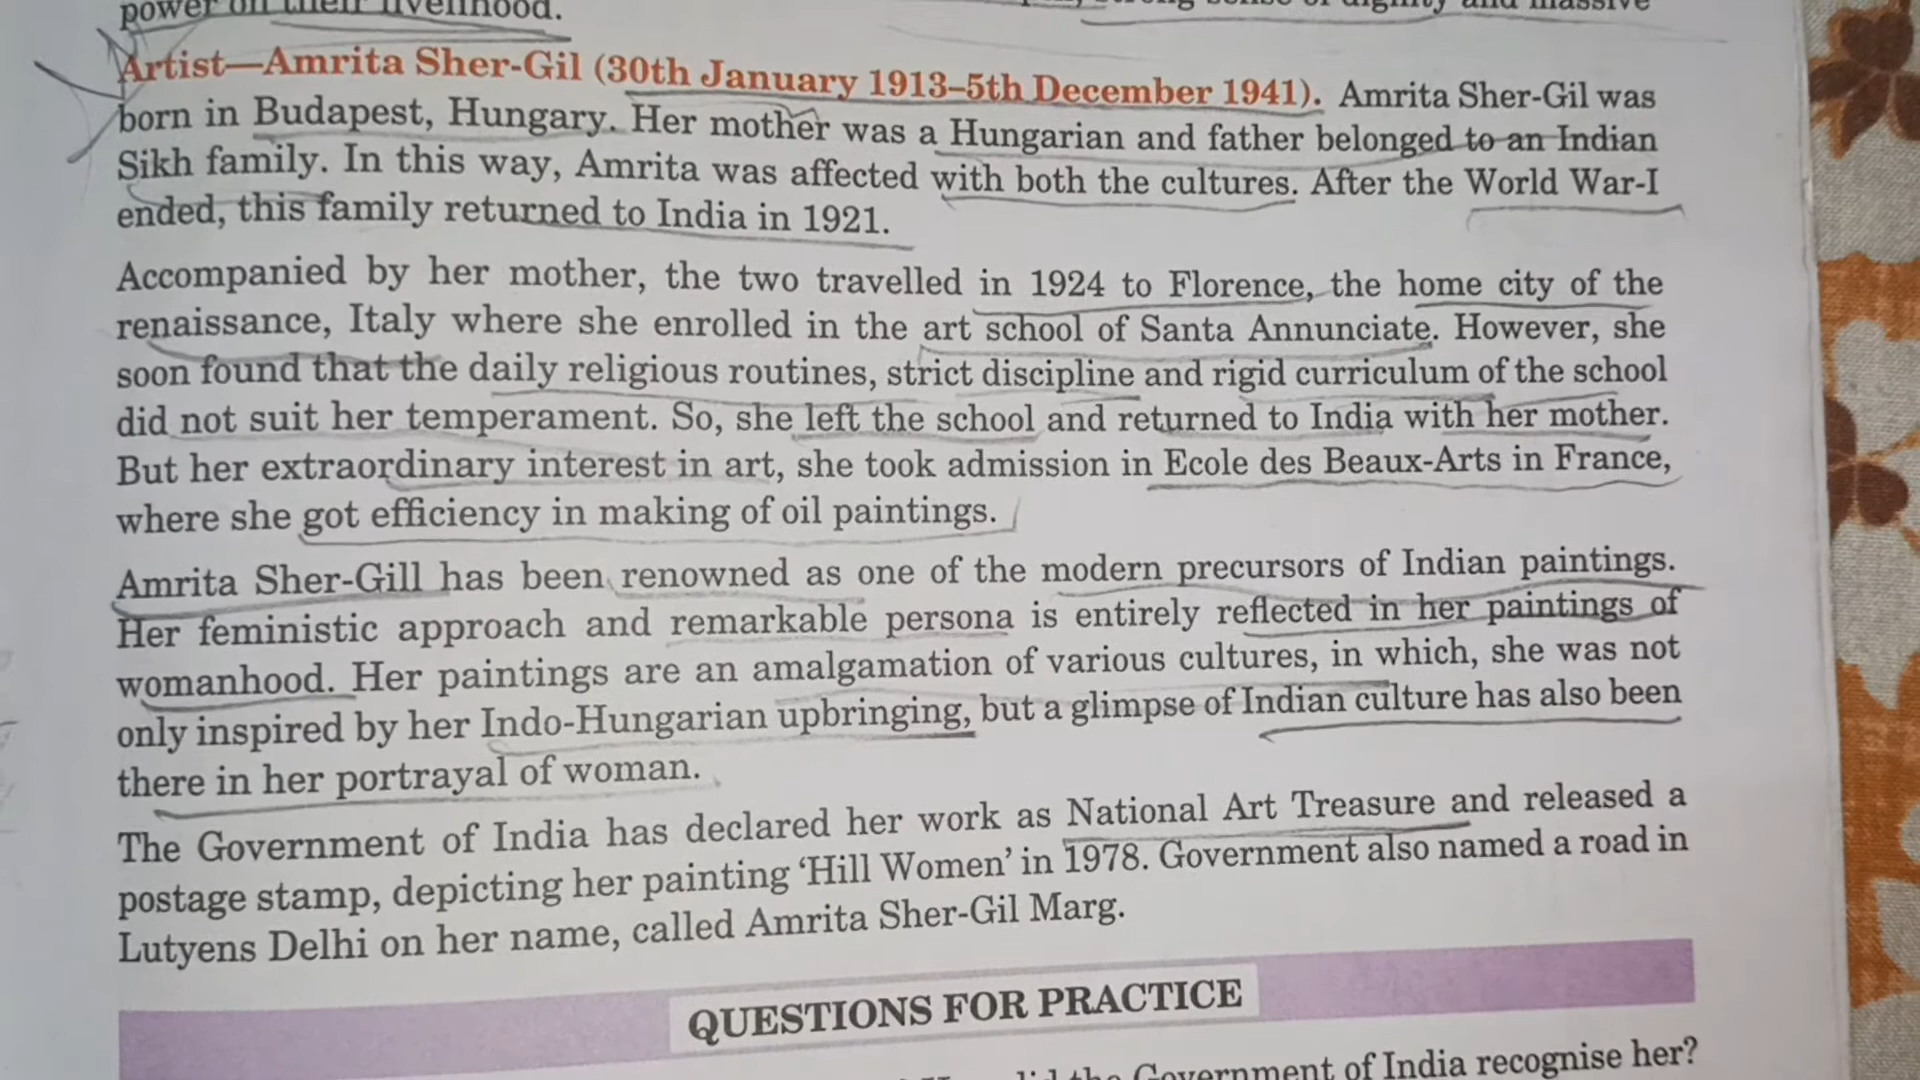 power on their livelihood.
strong sense of dignity and massive
Artist—Amrita Sher-Gil (30th January 1913–5th December 1941). Amrita Sher-Gil was
born in Budapest, Hungary. Her mother was a Hungarian and father belonged to an Indian
Sikh family. In this way, Amrita was affected with both the cultures. After the World War-I
ended, this family returned to India in 1921.
Accompanied by her mother, the two travelled in 1924 to Florence, the home city of the
renaissance, Italy where she enrolled in the art school of Santa Annunciate. However, she
soon found that the daily religious routines, strict discipline and rigid curriculum of the school
did not suit her temperament. So, she left the school and returned to India with her mother.
But her extraordinary interest in art, she took admission in Ecole des Beaux-Arts in France,
where she got efficiency in making of oil paintings.
Amrita Sher-Gill has been renowned as one of the modern precursors of Indian paintings.
Her feministic approach and remarkable persona is entirely reflected in her paintings of
womanhood. Her paintings are an amalgamation of various cultures, in which, she was not
only inspired by her Indo-Hungarian upbringing, but a glimpse of Indian culture has also been
there in her portrayal of woman.
The Government of India has declared her work as National Art Treasure and released a
postage stamp, depicting her painting ‘Hill Women’ in 1978. Government also named a road in
Lutyens Delhi on her name, called Amrita Sher-Gil Marg.
QUESTIONS FOR PRACTICE
did the Government of India recognise her?